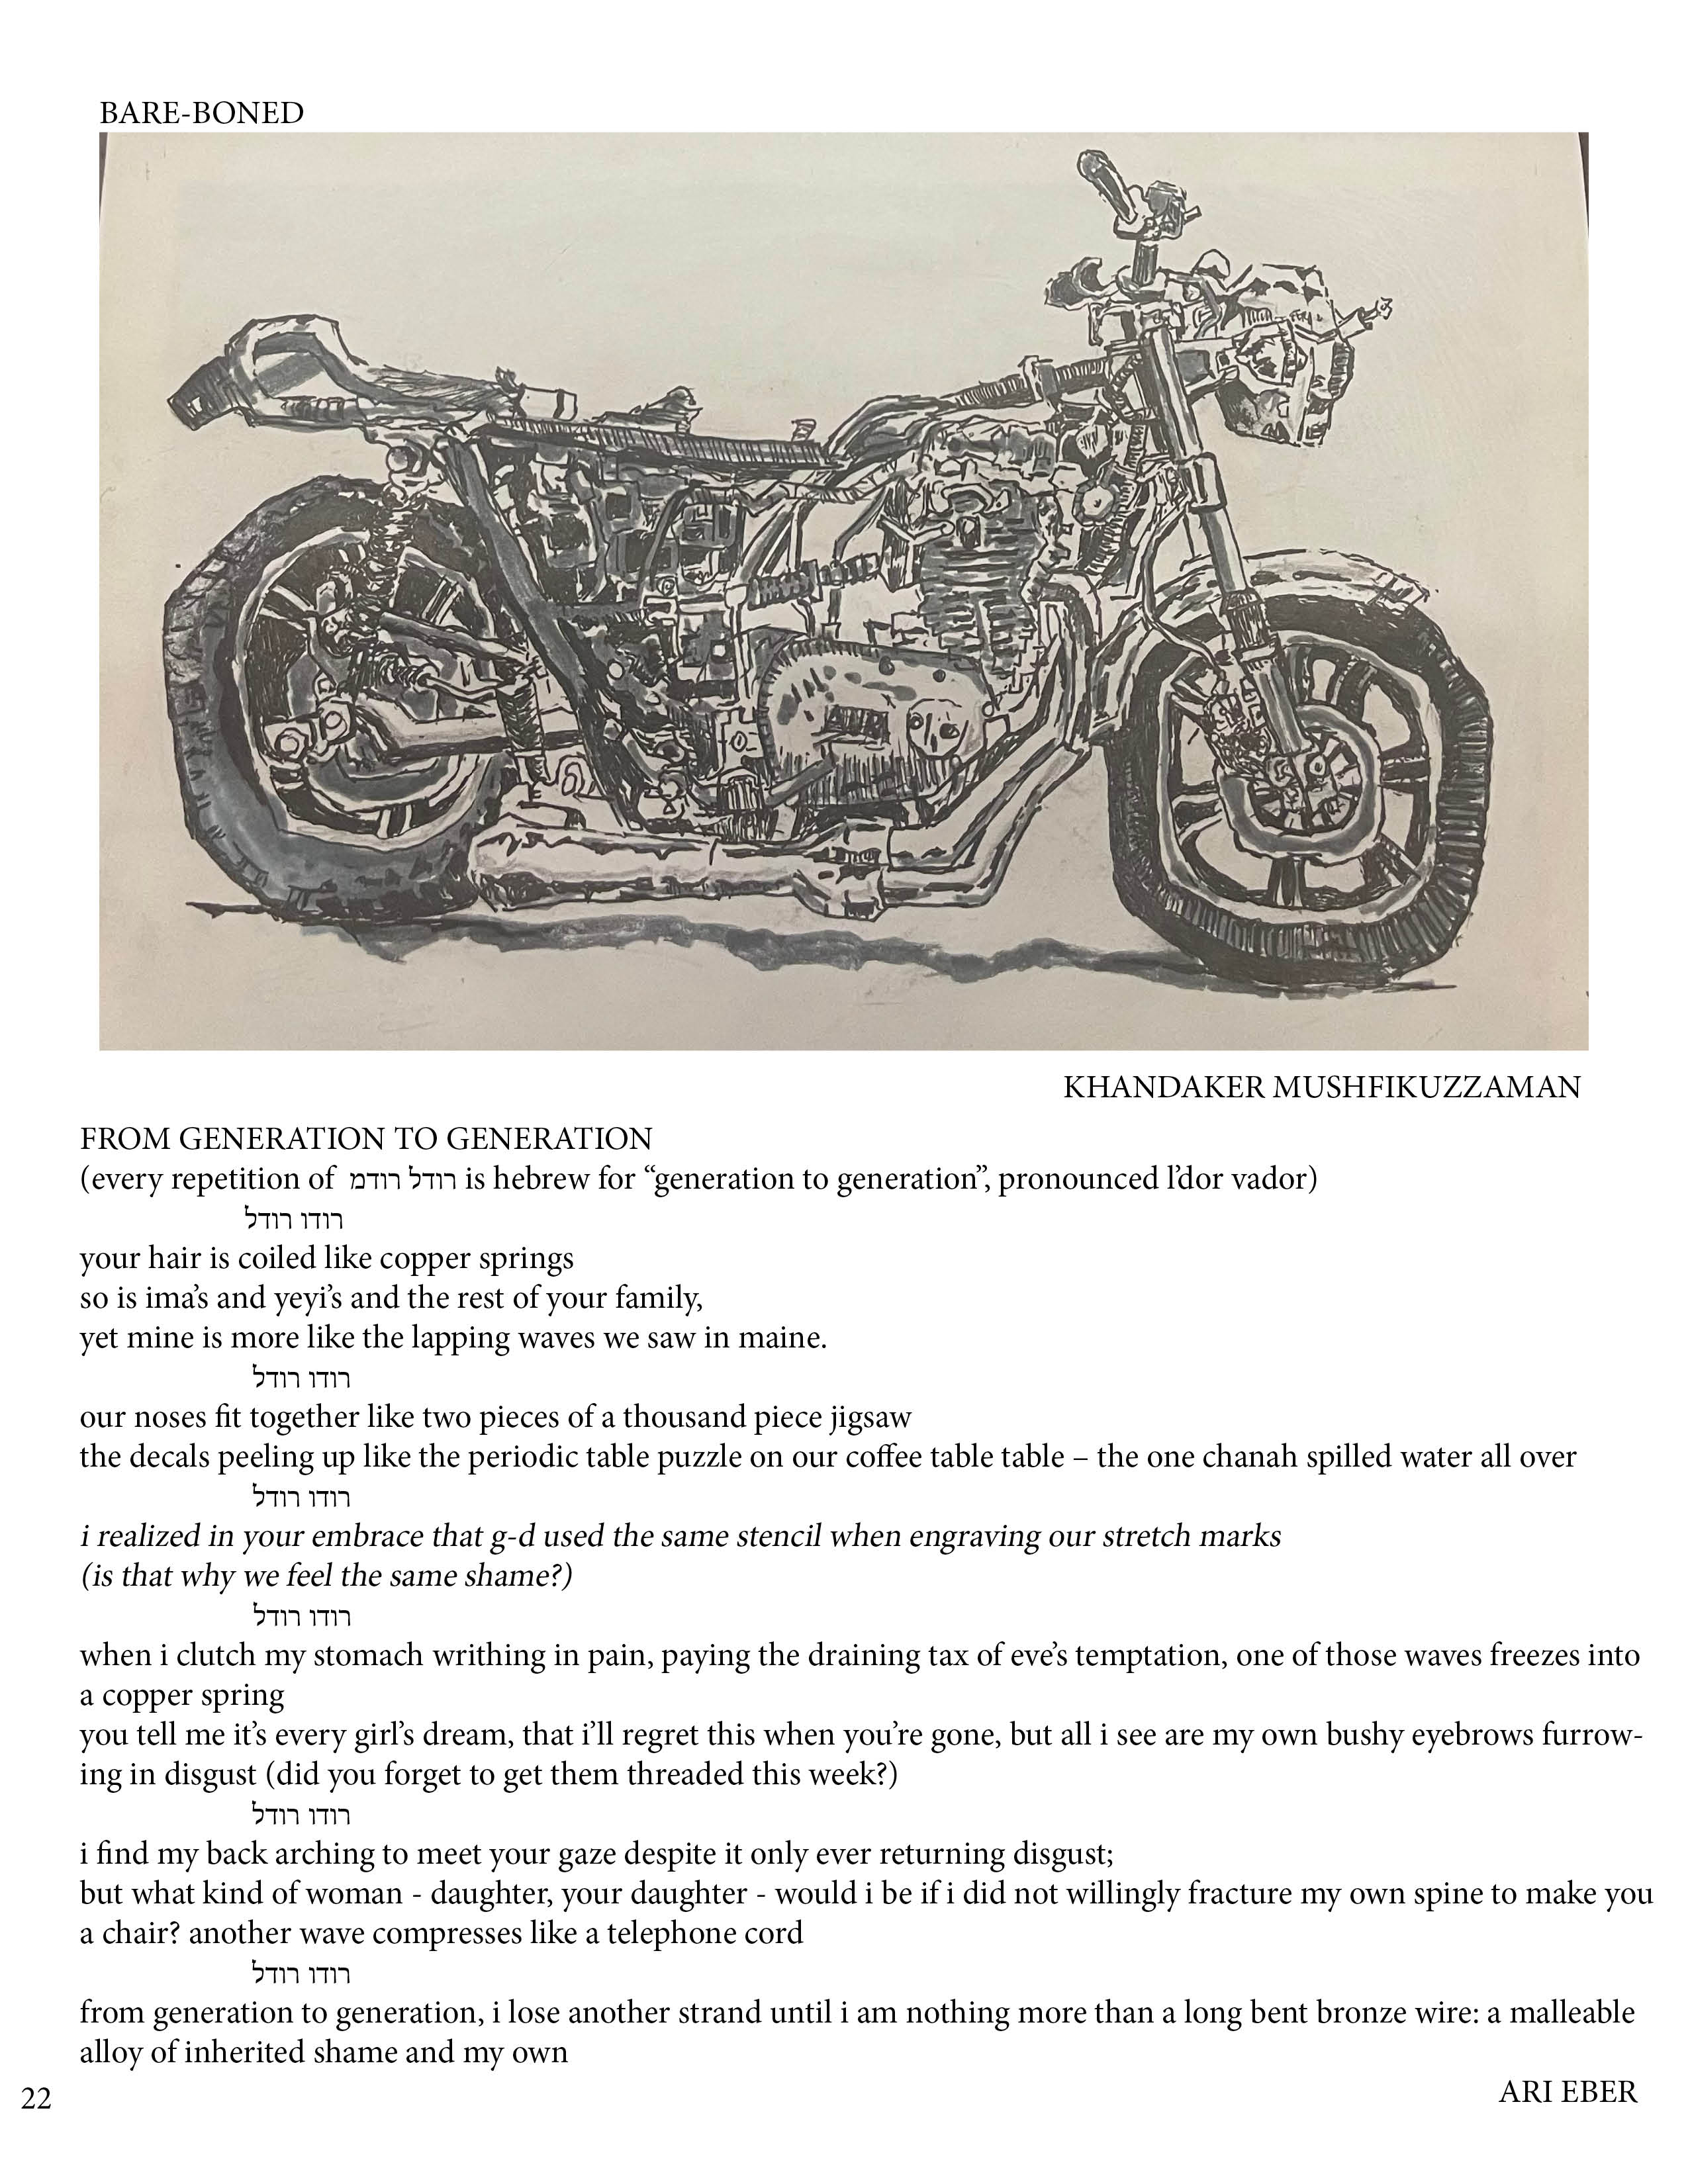 BARE-BONED
KHANDAKER MUSHFIKUZZAMAN
FROM GENERATION TO GENERATION
(every repetition of רודל רודמ is hebrew for “generation to generation”, pronounced l’dor vador)
רודו רודל
your hair is coiled like copper springs
so is ima’s and yeyi’s and the rest of your family,
yet mine is more like the lapping waves we saw in maine.
רודו רודל
our noses fit together like two pieces of a thousand piece jigsaw
the decals peeling up like the periodic table puzzle on our coffee table table – the one chanah spilled water all over
רודו רודל
i realized in your embrace that g-d used the same stencil when engraving our stretch marks
(is that why we feel the same shame?)
רודו רודל
when i clutch my stomach writhing in pain, paying the draining tax of eve’s temptation, one of those waves freezes into
a copper spring
you tell me it’s every girl’s dream, that i’ll regret this when you’re gone, but all i see are my own bushy eyebrows furrow-
ing in disgust (did you forget to get them threaded this week?)
רודו רודל
i find my back arching to meet your gaze despite it only ever returning disgust;
but what kind of woman - daughter, your daughter - would i be if i did not willingly fracture my own spine to make you
a chair? another wave compresses like a telephone cord
רודו רודל
from generation to generation, i lose another strand until i am nothing more than a long bent bronze wire: a malleable
alloy of inherited shame and my own
22
ARI EBER